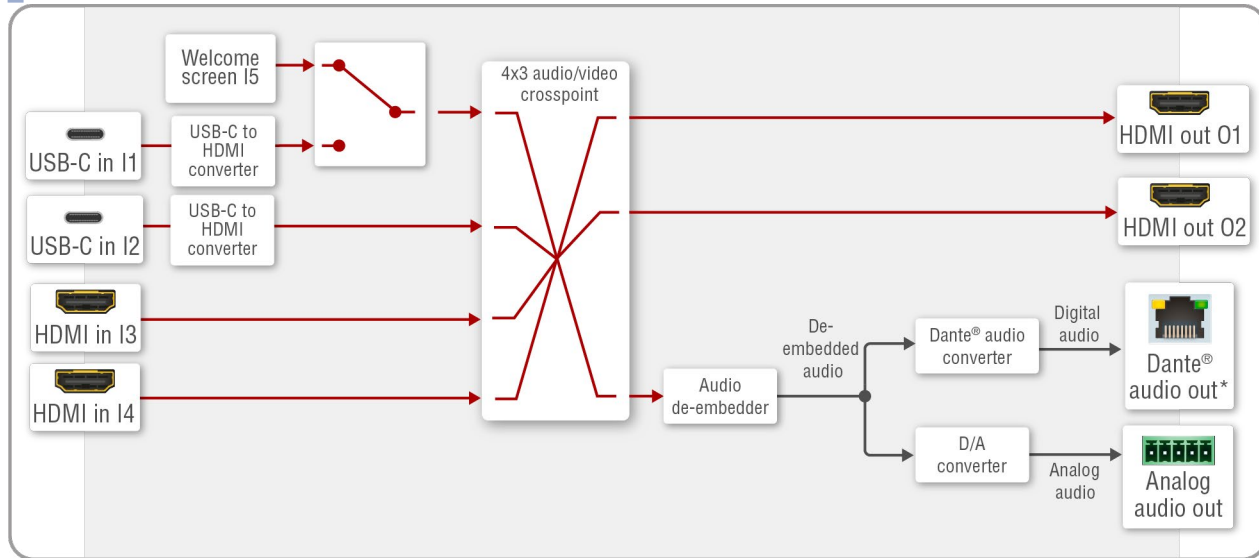 Welcome
screen I5
4x3 audio/video
crosspoint
USB-C in I1
USB-C to
HDMI
converter
HDMI out O1
USB-C in I2
USB-C to
HDMI
converter
HDMI out O2
HDMI in I3
HDMI in I4
Audio
de-embedder
De-
embedded
audio
Dante® audio
converter
Digital
audio
Dante®
audio out*
D/A
converter
Analog
audio
Analog
audio out